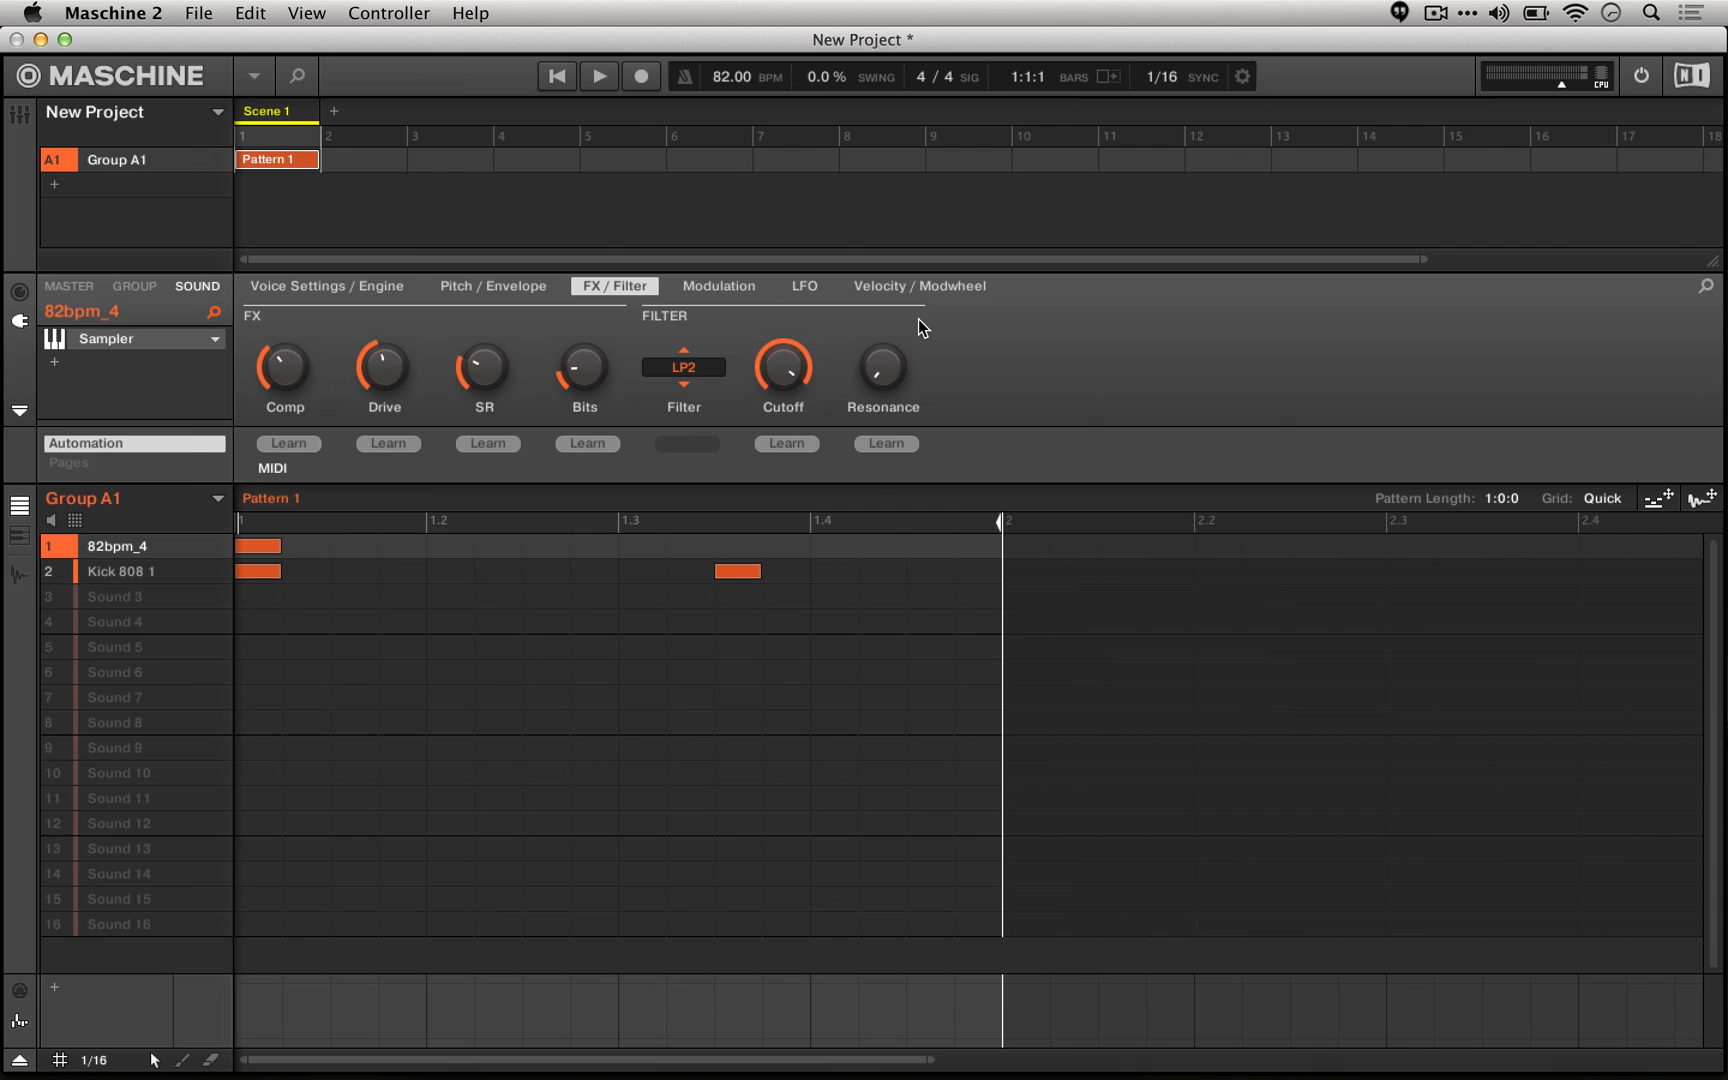 Maschine 2 File Edit View Controller Help
New Project *
MASCHINE 82.00 BPM 0.0 % SWING 4 / 4 SIG 1:1:1 BARS 1/16 SYNC CPU
New Project Scene 1 +
1 2 3 4 5 6 7 8 9 10 11 12 13 14 15 16 17 18
A1 Group A1 Pattern 1
+
MASTER GROUP SOUND Voice Settings / Engine Pitch / Envelope FX / Filter Modulation LFO Velocity / Modwheel
82bpm_4 FX FILTER
Sampler LP2
+
Comp Drive SR Bits Filter Cutoff Resonance
Automation Learn Learn Learn Learn Learn Learn
Pages MIDI
Group A1 Pattern 1 Pattern Length: 1:0:0 Grid: Quick
1 1.2 1.3 1.4 2 2.2 2.3 2.4
1 82bpm_4
2 Kick 808 1
3 Sound 3
4 Sound 4
5 Sound 5
6 Sound 6
7 Sound 7
8 Sound 8
9 Sound 9
10 Sound 10
11 Sound 11
12 Sound 12
13 Sound 13
14 Sound 14
15 Sound 15
16 Sound 16
+
1/16